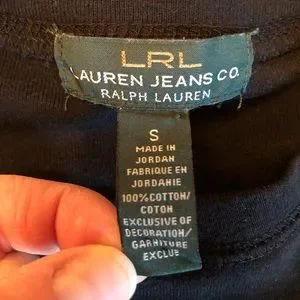 LRL
LAUREN JEANS CO.
RALPH LAUREN
S
MADE IN
JORDAN
FABRIQUE EN
JORDANIE
100%COTTON/
COTON
EXCLUSIVE OF
DECORATION/
GARNITURE
EXCLUE